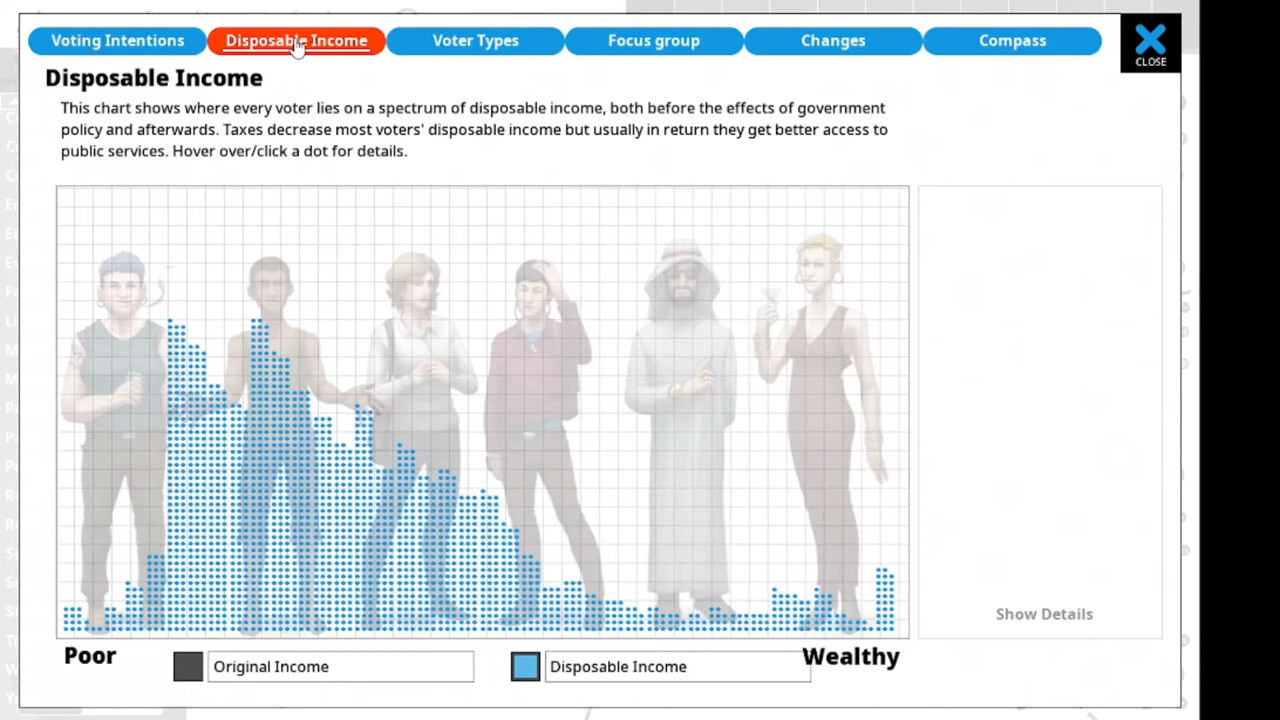 Voting Intentions
Disposable Income
Voter Types
Focus group
Changes
Compass
CLOSE
Disposable Income
This chart shows where every voter lies on a spectrum of disposable income, both before the effects of government
policy and afterwards. Taxes decrease most voters' disposable income but usually in return they get better access to
public services. Hover over/click a dot for details.
Show Details
Poor
Original Income
Disposable Income
Wealthy